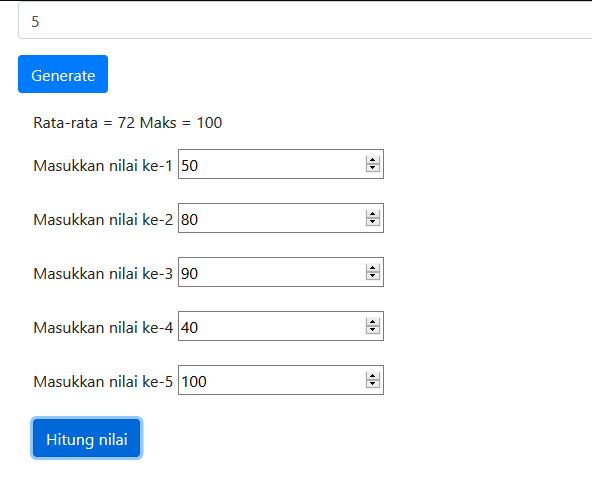 5
Generate
Rata-rata = 72 Maks = 100
Masukkan nilai ke-1 50
Masukkan nilai ke-2 80
Masukkan nilai ke-3 90
Masukkan nilai ke-4 40
Masukkan nilai ke-5 100
Hitung nilai